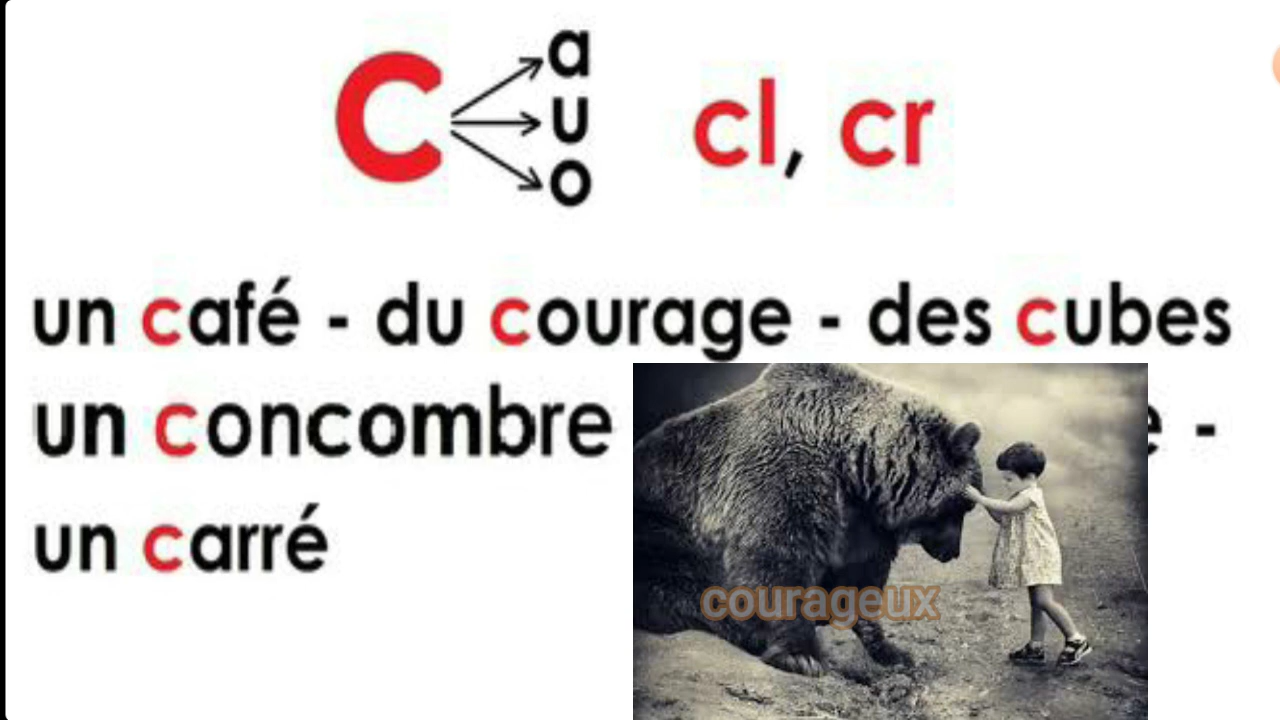 c a cl, cr
u
o
un café - du courage - des cubes
un concombre -
un carré
courageux